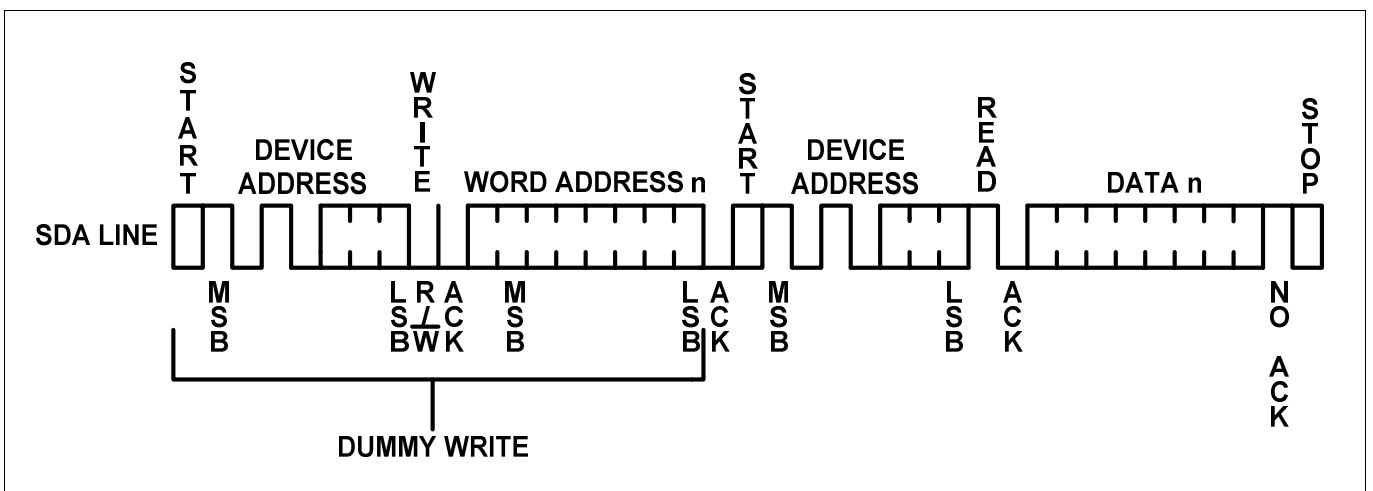 START
WRITE
START
READ
STOP
DEVICE
ADDRESS
WORD ADDRESS n
DEVICE
ADDRESS
DATA n
SDA LINE
MSB
LSB
R/W
ACK
MSB
LSB
ACK
MSB
LSB
ACK
NO ACK
DUMMY WRITE